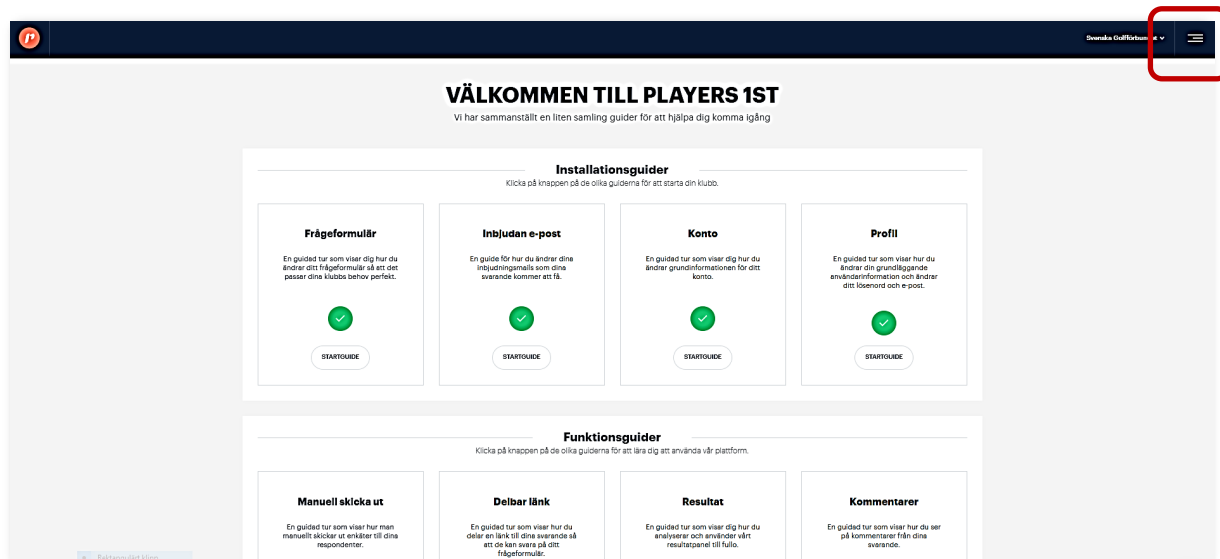 Svenska Golfförbundet
VÄLKOMMEN TILL PLAYERS 1ST
Vi har sammanställt en liten samling guider för att hjälpa dig komma igång
Installationsguider
Klicka på knappen på de olika guiderna för att starta din klubb.
Frågeformulär
En guidad tur som visar dig hur du
ändrar ditt frågeformulär så att det
passar dina klubbs behov perfekt.
STARTGUIDE
Inbjudan e-post
En guide för hur du ändrar dina
inbjudningsmails som dina
svarande kommer att få.
STARTGUIDE
Konto
En guidad tur som visar dig hur du
ändrar grundinformationen för ditt
konto.
STARTGUIDE
Profil
En guidad tur som visar hur du
ändrar din grundläggande
användarinformation och ändrar
ditt lösenord och e-post.
STARTGUIDE
Funktionsguider
Klicka på knappen på de olika guiderna för att lära dig att använda vår plattform.
Manuell skicka ut
En guidad tur som visar hur man
manuellt skickar ut enkäter till dina
respondenter.
Delbar länk
En guidad tur som visar hur du
delar en länk till dina svarande så
att de kan svara på ditt
frågeformulär.
Resultat
En guidad tur som visar dig hur du
analyserar och använder vårt
resultatpanel till fullo.
Kommentarer
En guidad tur som visar hur du ser
på kommentarer från dina
svarande.
Rektangulärt klipp